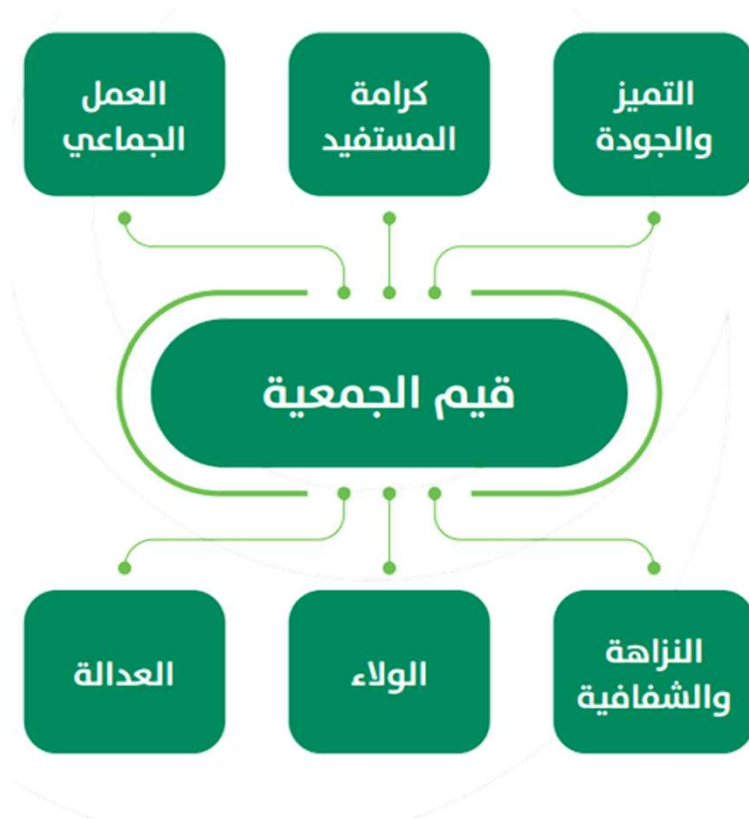 التميز
والجودة
كرامة
المستفيد
العمل
الجماعي
قيم الجمعية
النزاهة
والشفافية
الولاء
العدالة